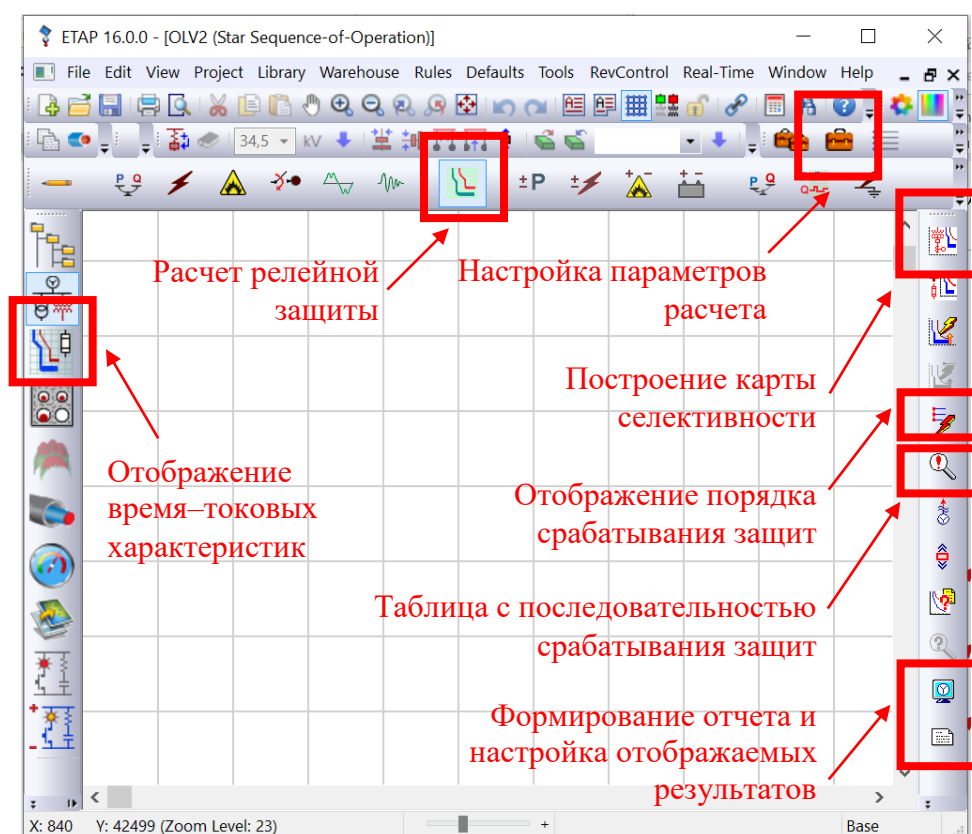 ETAP 16.0.0 - [OLV2 (Star Sequence-of-Operation)]
File Edit View Project Library Warehouse Rules Defaults Tools RevControl Real-Time Window Help
34,5 kV
Расчет релейной
защиты
Настройка параметров
расчета
Построение карты
селективности
Отображение
время–токовых
характеристик
Отображение порядка
срабатывания защит
Таблица с последовательностью
срабатывания защит
Формирование отчета и
настройка отображаемых
результатов
X: 840 Y: 42499 (Zoom Level: 23) + Base